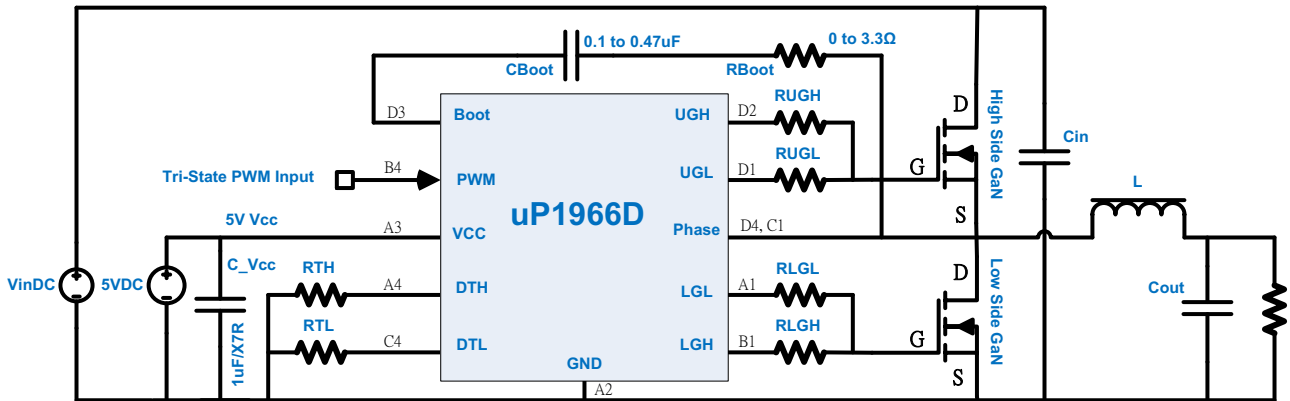 0.1 to 0.47uF
0 to 3.3Ω
CBoot
RBoot
D3
Boot
UGH
D2
RUGH
D
High Side GaN
Cin
Tri-State PWM Input
B4
PWM
UGL
D1
RUGL
G
S
uP1966D
L
5V Vcc
A3
VCC
Phase
D4, C1
VinDC
5VDC
C_Vcc
1uF/X7R
RTH
A4
DTH
LGL
A1
RLGL
D
Low Side GaN
Cout
RTL
C4
DTL
LGH
B1
RLGH
G
S
GND
A2